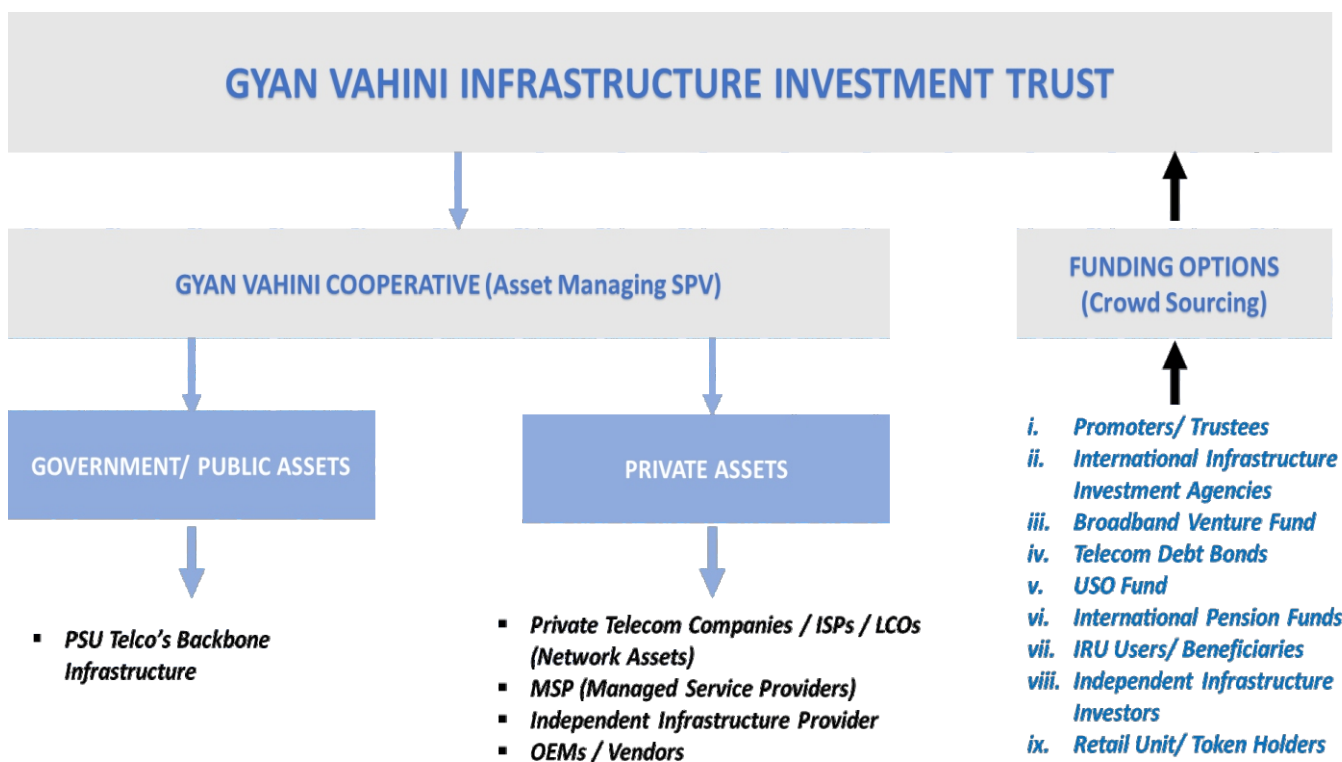 GYAN VAHINI INFRASTRUCTURE INVESTMENT TRUST
GYAN VAHINI COOPERATIVE (Asset Managing SPV)
FUNDING OPTIONS
(Crowd Sourcing)
GOVERNMENT/ PUBLIC ASSETS
PRIVATE ASSETS
▪ PSU Telco's Backbone
Infrastructure
▪ Private Telecom Companies / ISPs / LCOs
(Network Assets)
▪ MSP (Managed Service Providers)
▪ Independent Infrastructure Provider
▪ OEMs / Vendors
i. Promoters/ Trustees
ii. International Infrastructure
Investment Agencies
iii. Broadband Venture Fund
iv. Telecom Debt Bonds
v. USO Fund
vi. International Pension Funds
vii. IRU Users/ Beneficiaries
viii. Independent Infrastructure
Investors
ix. Retail Unit/ Token Holders